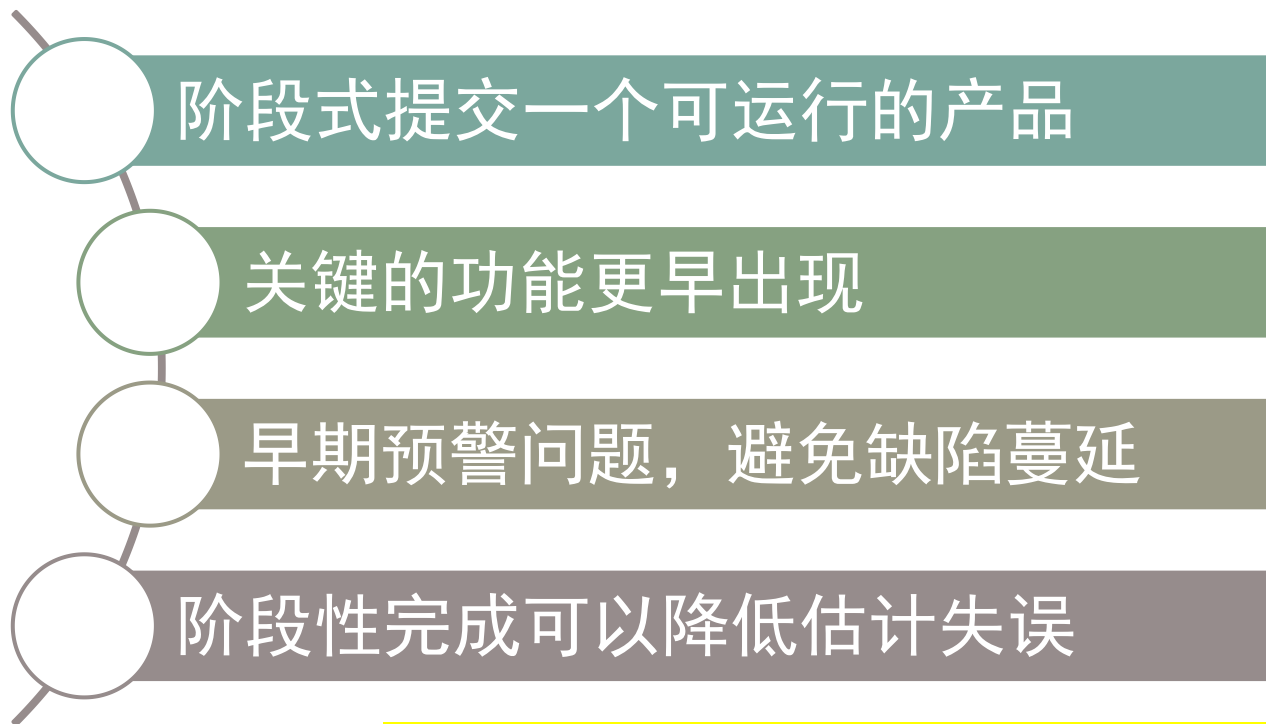 阶段式提交一个可运行的产品
关键的功能更早出现
早期预警问题，避免缺陷蔓延
阶段性完成可以降低估计失误